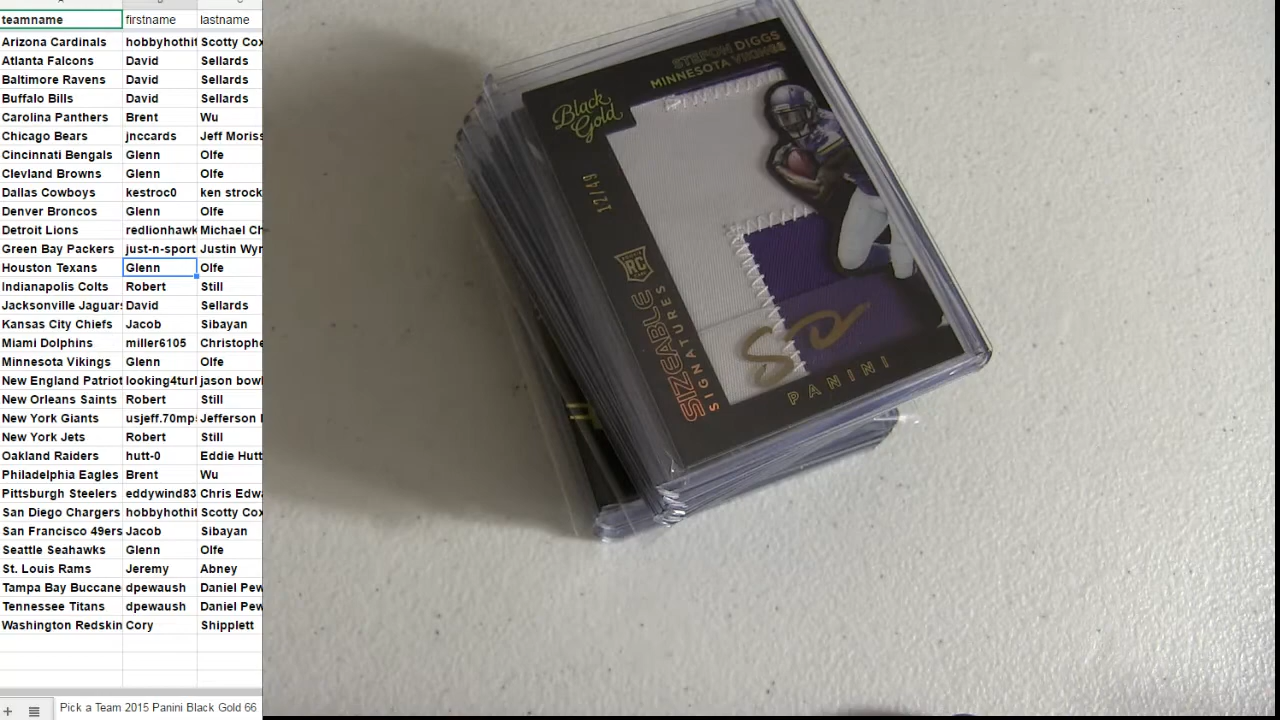 teamname firstname lastname
Arizona Cardinals hobbyhothit Scotty Cox
Atlanta Falcons David Sellards
Baltimore Ravens David Sellards
Buffalo Bills David Sellards
Carolina Panthers Brent Wu
Chicago Bears jnccards Jeff Moriss
Cincinnati Bengals Glenn Olfe
Clevland Browns Glenn Olfe
Dallas Cowboys kestroc0 ken strock
Denver Broncos Glenn Olfe
Detroit Lions redlionhawk Michael Ch
Green Bay Packers just-n-sport Justin Wyr
Houston Texans Glenn Olfe
Indianapolis Colts Robert Still
Jacksonville Jaguars David Sellards
Kansas City Chiefs Jacob Sibayan
Miami Dolphins miller6105 Christophe
Minnesota Vikings Glenn Olfe
New England Patriot looking4turl jason bowl
New Orleans Saints Robert Still
New York Giants usjeff.70mp Jefferson
New York Jets Robert Still
Oakland Raiders hutt-0 Eddie Hutt
Philadelphia Eagles Brent Wu
Pittsburgh Steelers eddywind83 Chris Edwa
San Diego Chargers hobbyhothit Scotty Cox
San Francisco 49ers Jacob Sibayan
Seattle Seahawks Glenn Olfe
St. Louis Rams Jeremy Abney
Tampa Bay Buccane dpewaush Daniel Pew
Tennessee Titans dpewaush Daniel Pew
Washington Redskin Cory Shipplett
Pick a Team 2015 Panini Black Gold 66
STEFON DIGGS
MINNESOTA VIKINGS
Black
Gold
12/49
RC
SIZEABLE
SIGNATURES
SD
PANINI